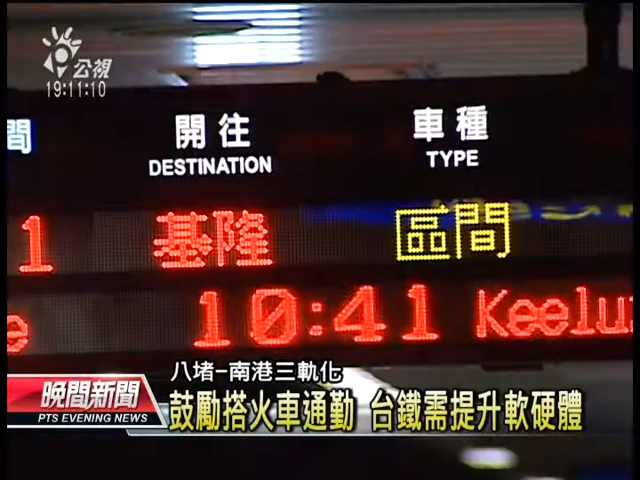 公視
19:11:10
間 開往 車種
DESTINATION TYPE
1 基隆 區間
e 10:41 Keelu
八堵-南港三軌化
晚間新聞
PTS EVENING NEWS
鼓勵搭火車通勤 台鐵需提升軟硬體